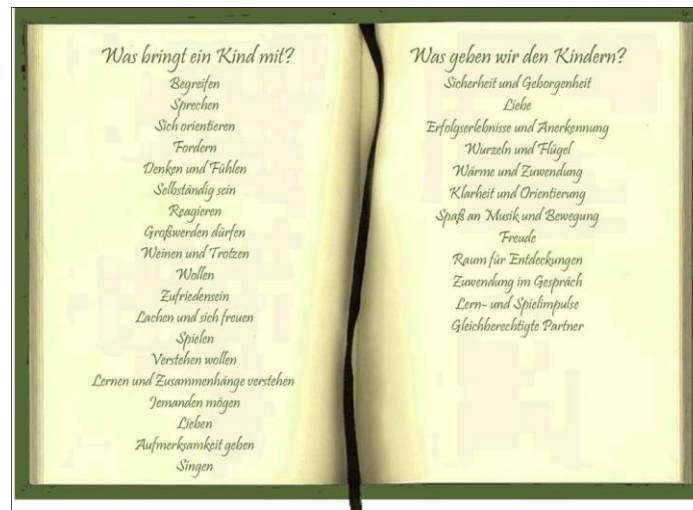 Was bringt ein Kind mit?
Begreifen
Sprechen
Sich orientieren
Fordern
Denken und Fühlen
Selbständig sein
Reagieren
Großwerden dürfen
Weinen und Trotzen
Wollen
Zufriedensein
Lachen und sich freuen
Spielen
Verstehen wollen
Lernen und Zusammenhänge verstehen
Jemanden mögen
Lieben
Aufmerksamkeit geben
Singen
Was geben wir den Kindern?
Sicherheit und Geborgenheit
Liebe
Erfolgserlebnisse und Anerkennung
Wurzeln und Flügel
Wärme und Zuwendung
Klarheit und Orientierung
Spaß an Musik und Bewegung
Freude
Raum für Entdeckungen
Zuwendung im Gespräch
Lern- und Spielimpulse
Gleichberechtigte Partner